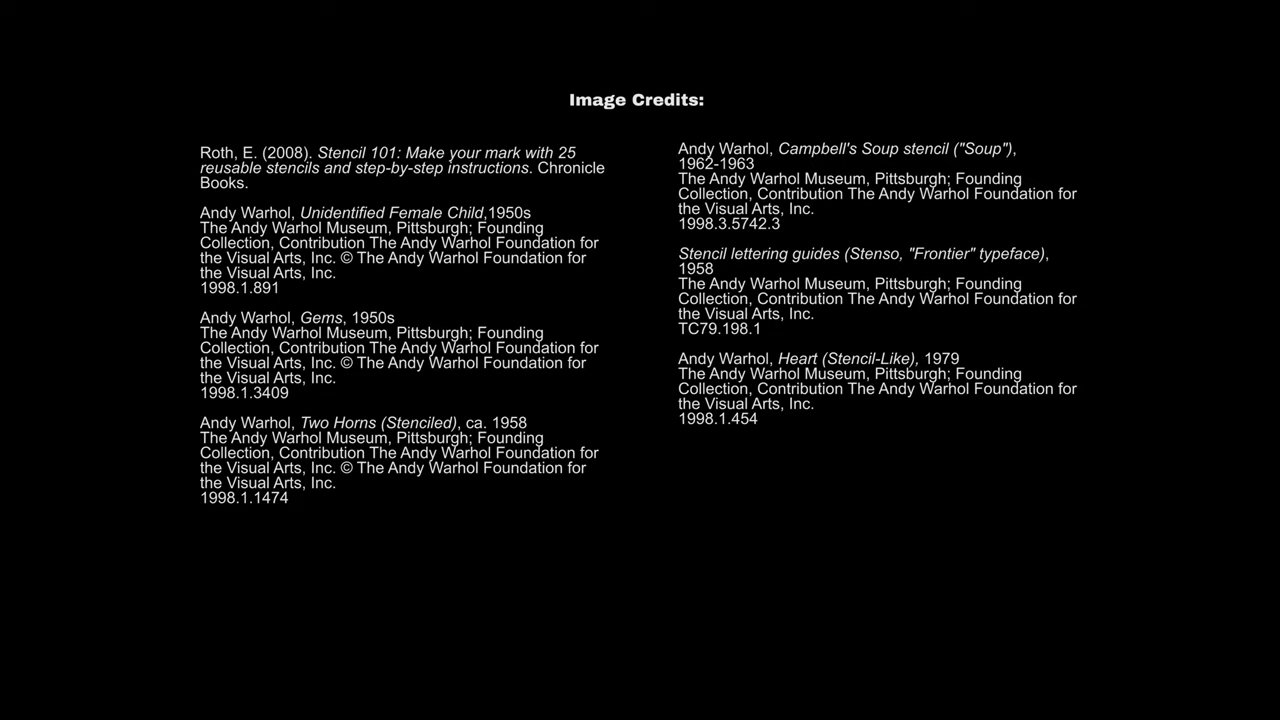 Image Credits:
Roth, E. (2008). Stencil 101: Make your mark with 25
reusable stencils and step-by-step instructions. Chronicle
Books.
Andy Warhol, Unidentified Female Child,1950s
The Andy Warhol Museum, Pittsburgh; Founding
Collection, Contribution The Andy Warhol Foundation for
the Visual Arts, Inc. © The Andy Warhol Foundation for
the Visual Arts, Inc.
1998.1.891
Andy Warhol, Gems, 1950s
The Andy Warhol Museum, Pittsburgh; Founding
Collection, Contribution The Andy Warhol Foundation for
the Visual Arts, Inc. © The Andy Warhol Foundation for
the Visual Arts, Inc.
1998.1.3409
Andy Warhol, Two Horns (Stenciled), ca. 1958
The Andy Warhol Museum, Pittsburgh; Founding
Collection, Contribution The Andy Warhol Foundation for
the Visual Arts, Inc. © The Andy Warhol Foundation for
the Visual Arts, Inc.
1998.1.1474
Andy Warhol, Campbell's Soup stencil ("Soup"),
1962-1963
The Andy Warhol Museum, Pittsburgh; Founding
Collection, Contribution The Andy Warhol Foundation for
the Visual Arts, Inc.
1998.3.5742.3
Stencil lettering guides (Stenso, "Frontier" typeface),
1958
The Andy Warhol Museum, Pittsburgh; Founding
Collection, Contribution The Andy Warhol Foundation for
the Visual Arts, Inc.
TC79.198.1
Andy Warhol, Heart (Stencil-Like), 1979
The Andy Warhol Museum, Pittsburgh; Founding
Collection, Contribution The Andy Warhol Foundation for
the Visual Arts, Inc.
1998.1.454